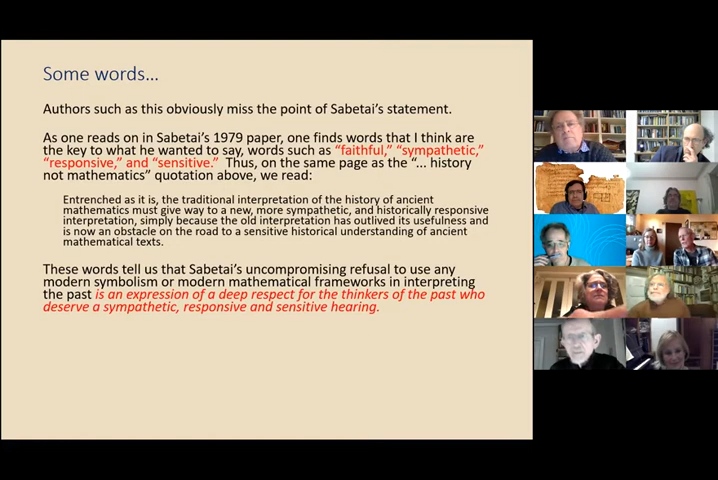 Some words...
Authors such as this obviously miss the point of Sabetai's statement.
As one reads on in Sabetai's 1979 paper, one finds words that I think are
the key to what he wanted to say, words such as "faithful," "sympathetic,"
"responsive," and "sensitive." Thus, on the same page as the "... history
not mathematics" quotation above, we read:
Entrenched as it is, the traditional interpretation of the history of ancient
mathematics must give way to a new, more sympathetic, and historically responsive
interpretation, simply because the old interpretation has outlived its usefulness and
is now an obstacle on the road to a sensitive historical understanding of ancient
mathematical texts.
These words tell us that Sabetai's uncompromising refusal to use any
modern symbolism or modern mathematical frameworks in interpreting
the past is an expression of a deep respect for the thinkers of the past who
deserve a sympathetic, responsive and sensitive hearing.